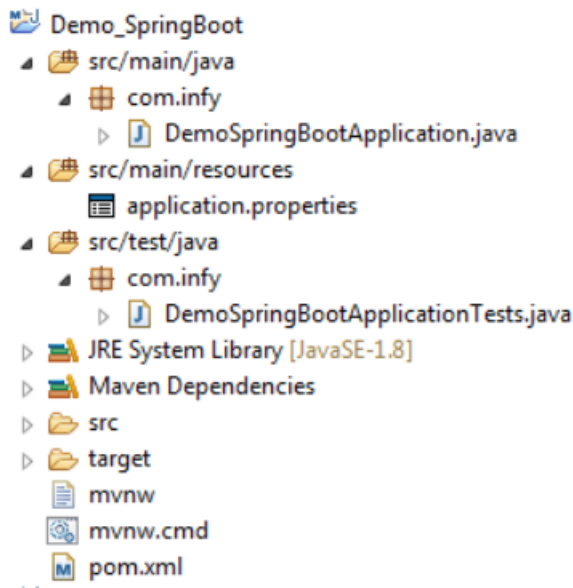 Demo_SpringBoot
src/main/java
com.infy
DemoSpringBootApplication.java
src/main/resources
application.properties
src/test/java
com.infy
DemoSpringBootApplicationTests.java
JRE System Library [JavaSE-1.8]
Maven Dependencies
src
target
mvnw
mvnw.cmd
pom.xml